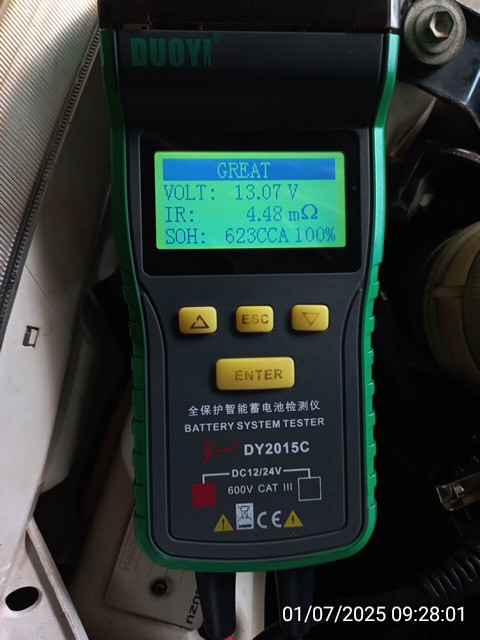 DUOYI®
GREAT
VOLT: 13.07 V
IR: 4.48 mΩ
SOH: 623CCA 100%
ESC
ENTER
全保护智能蓄电池检测仪
BATTERY SYSTEM TESTER
DY2015C
DC12/24V
600V CAT III
CE
01/07/2025 09:28:01